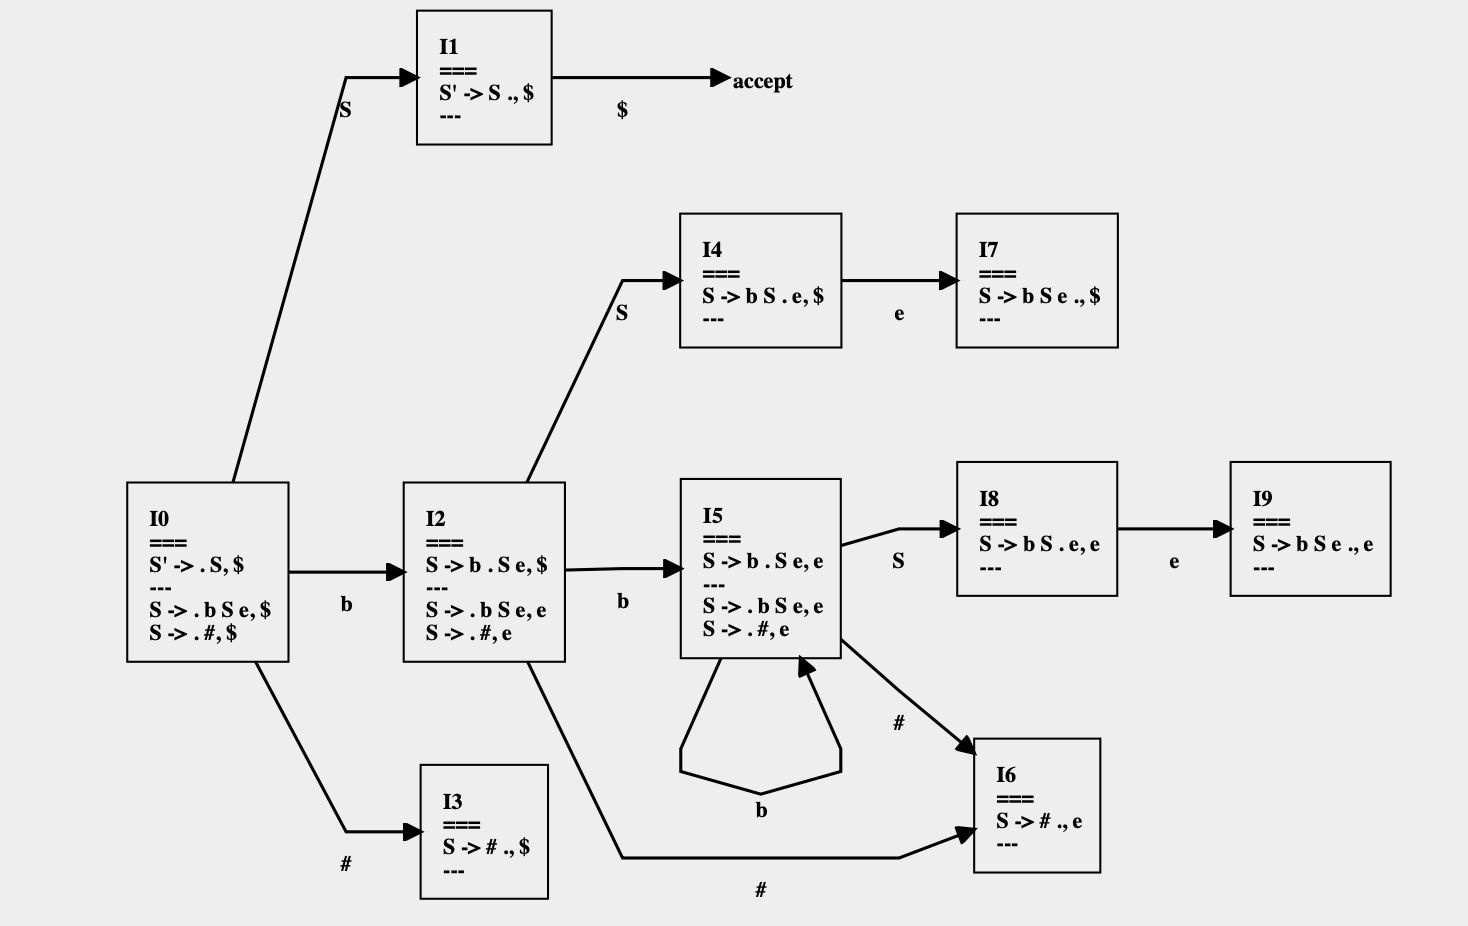 I1
===
S' -> S ., $
---
S
$
accept
I4
===
S -> b S . e, $
---
S
e
I7
===
S -> b S e ., $
---
I0
===
S' -> . S, $
---
S -> . b S e, $
S -> . #, $
b
I2
===
S -> b . S e, $
---
S -> . b S e, e
S -> . #, e
b
I5
===
S -> b . S e, e
---
S -> . b S e, e
S -> . #, e
S
I8
===
S -> b S . e, e
---
e
I9
===
S -> b S e ., e
---
#
b
I6
===
S -> # ., e
---
I3
===
S -> # ., $
---
#
#